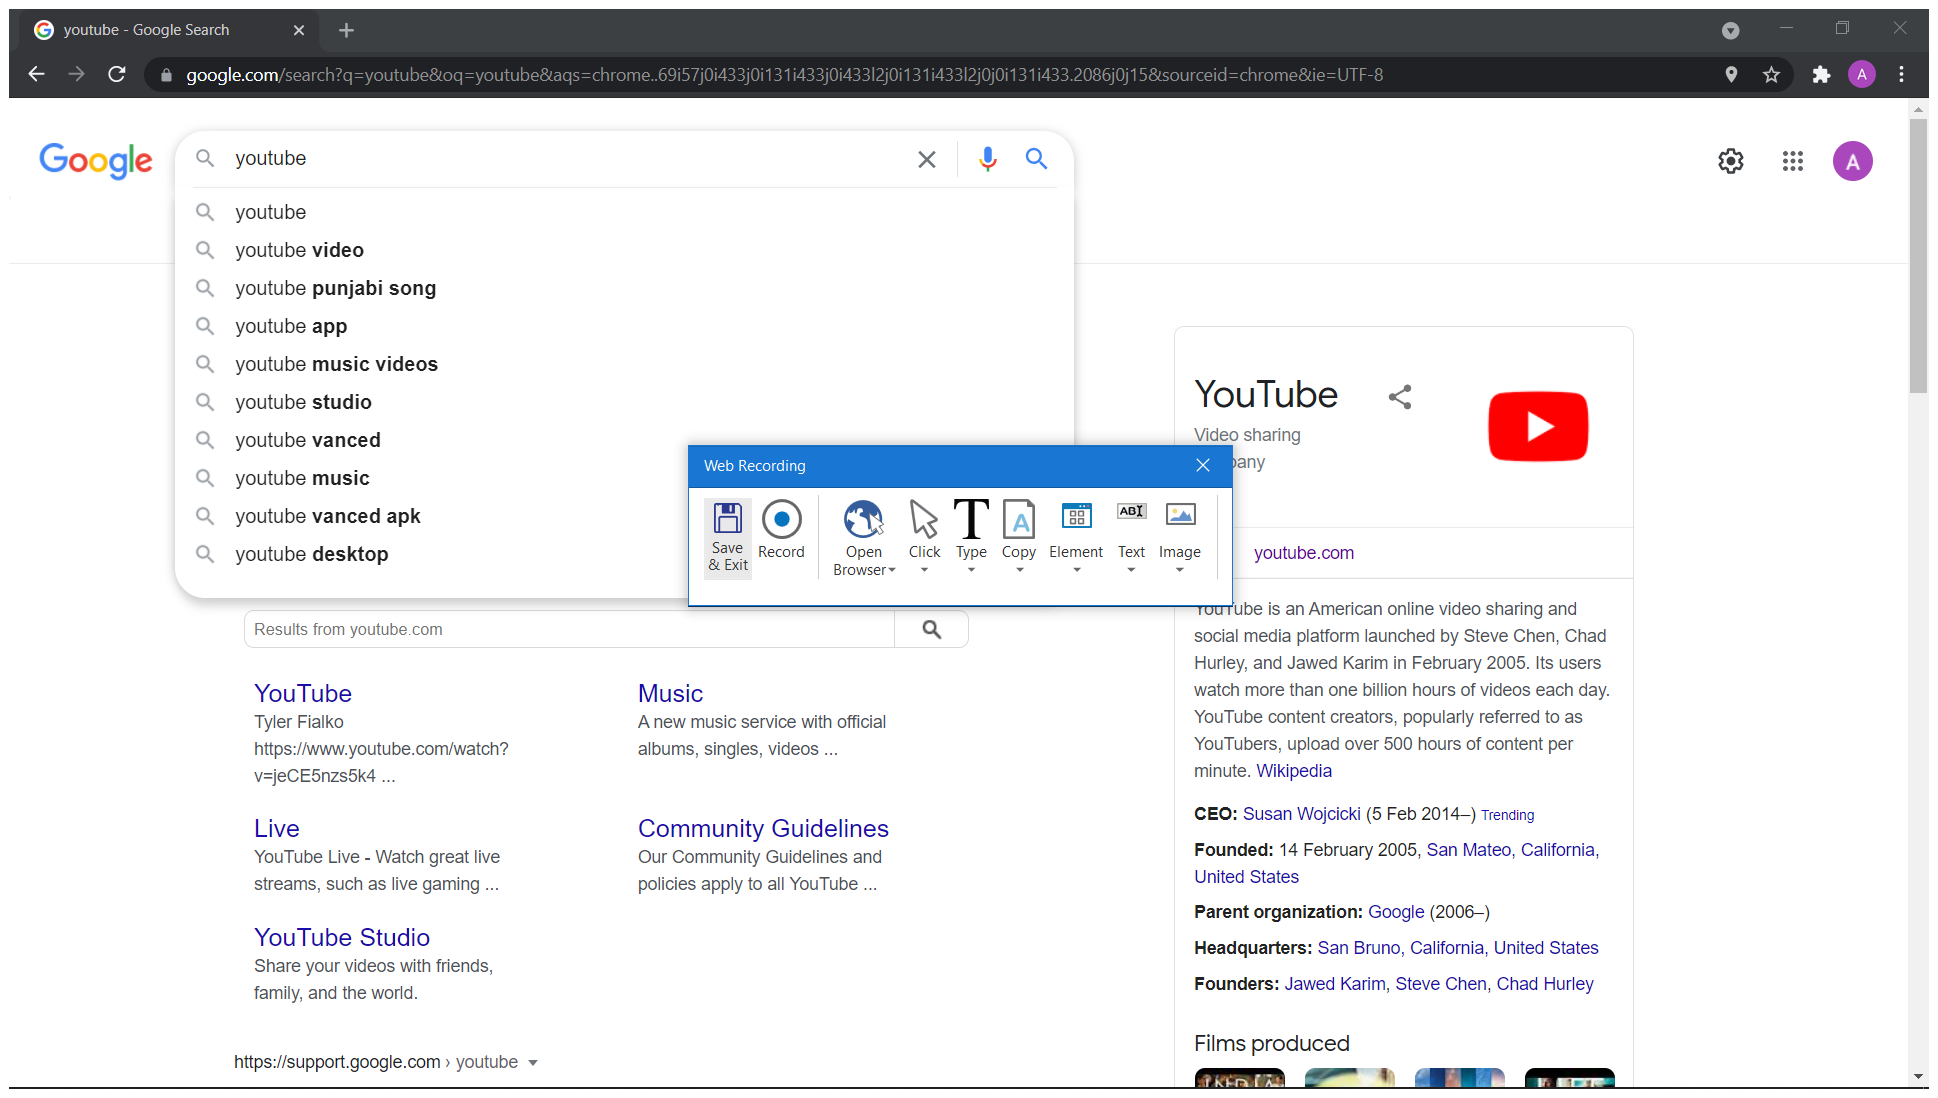 youtube - Google Search
google.com/search?q=youtube&oq=youtube&aqs=chrome..69i57j0i433j0i131i433j0i433l2j0i131i433l2j0j0i131i433.2086j0j15&sourceid=chrome&ie=UTF-8
A
Google
youtube
A
youtube
youtube video
youtube punjabi song
youtube app
youtube music videos
youtube studio
youtube vanced
youtube music
youtube vanced apk
youtube desktop
Web Recording
Save & Exit
Record
Open Browser
Click
Type
Copy
Element
Text
Image
Results from youtube.com
YouTube
Tyler Fialko
https://www.youtube.com/watch?
v=jeCE5nzs5k4 ...
Music
A new music service with official
albums, singles, videos ...
Live
YouTube Live - Watch great live
streams, such as live gaming ...
Community Guidelines
Our Community Guidelines and
policies apply to all YouTube ...
YouTube Studio
Share your videos with friends,
family, and the world.
https://support.google.com › youtube
YouTube
Video sharing
youtube.com
YouTube is an American online video sharing and
social media platform launched by Steve Chen, Chad
Hurley, and Jawed Karim in February 2005. Its users
watch more than one billion hours of videos each day.
YouTube content creators, popularly referred to as
YouTubers, upload over 500 hours of content per
minute. Wikipedia
CEO: Susan Wojcicki (5 Feb 2014–) Trending
Founded: 14 February 2005, San Mateo, California,
United States
Parent organization: Google (2006–)
Headquarters: San Bruno, California, United States
Founders: Jawed Karim, Steve Chen, Chad Hurley
Films produced